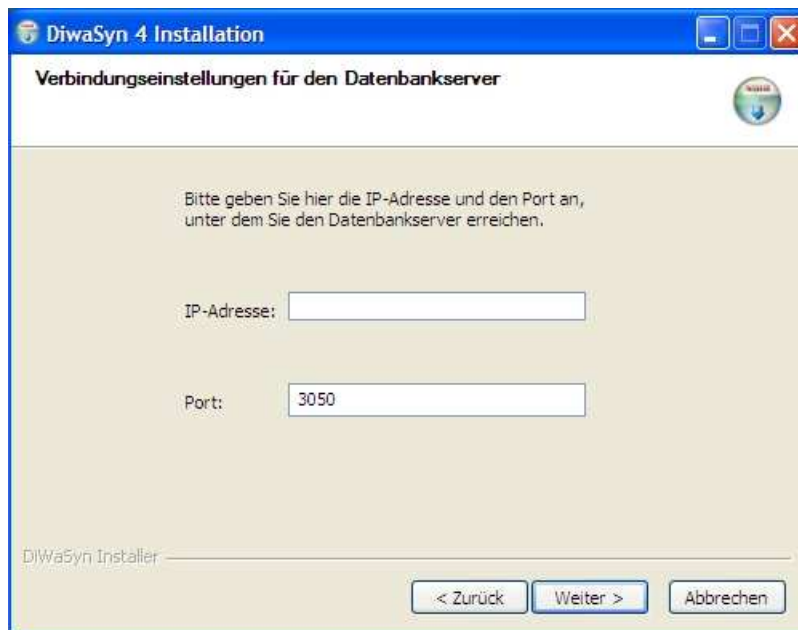 DiwaSyn 4 Installation
Verbindungseinstellungen für den Datenbankserver
Bitte geben Sie hier die IP-Adresse und den Port an,
unter dem Sie den Datenbankserver erreichen.
IP-Adresse:
Port: 3050
DiWaSyn Installer
< Zurück Weiter > Abbrechen